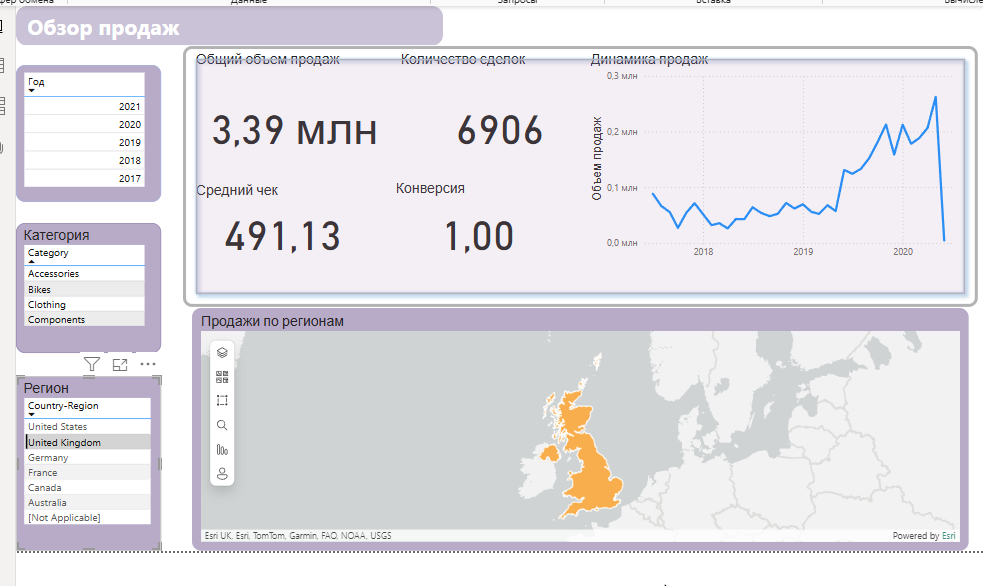 Данные
Запросы
Вставка
Обзор продаж
Год
2021
2020
2019
2018
2017
Категория
Category
Accessories
Bikes
Clothing
Components
Регион
Country-Region
United States
United Kingdom
Germany
France
Canada
Australia
[Not Applicable]
Общий объем продаж
3,39 млн
Количество сделок
6906
Средний чек
491,13
Конверсия
1,00
Динамика продаж
Объем продаж
0,3 млн
0,2 млн
0,1 млн
0,0 млн
2018
2019
2020
Продажи по регионам
Esri UK, Esri, TomTom, Garmin, FAO, NOAA, USGS
Powered by Esri